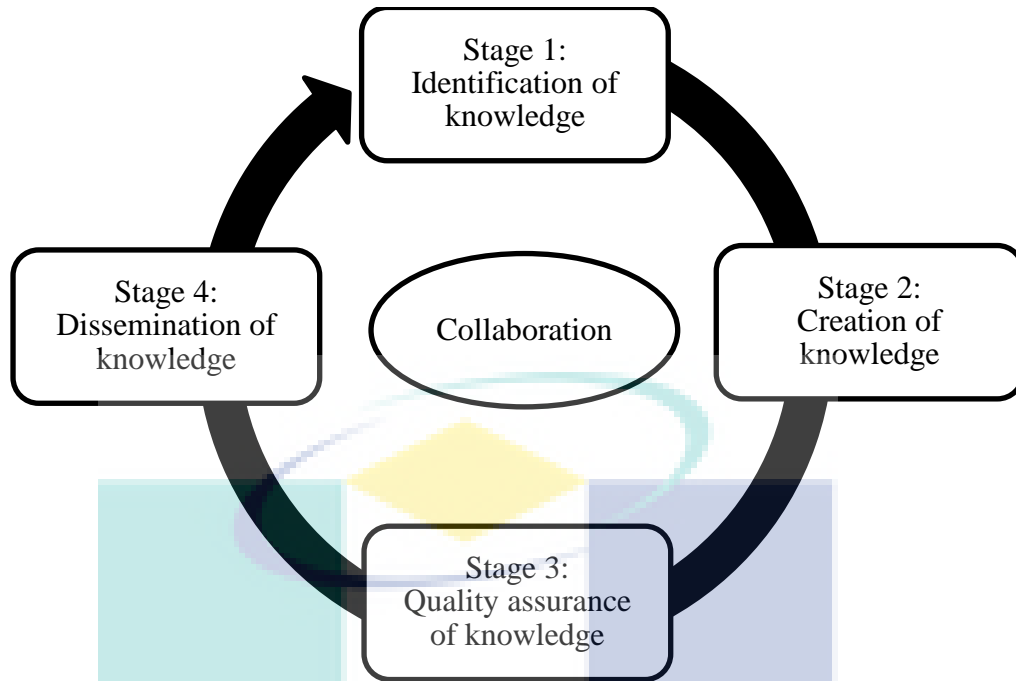 Stage 1:
Identification of
knowledge
Stage 2:
Creation of
knowledge
Stage 3:
Quality assurance
of knowledge
Stage 4:
Dissemination of
knowledge
Collaboration